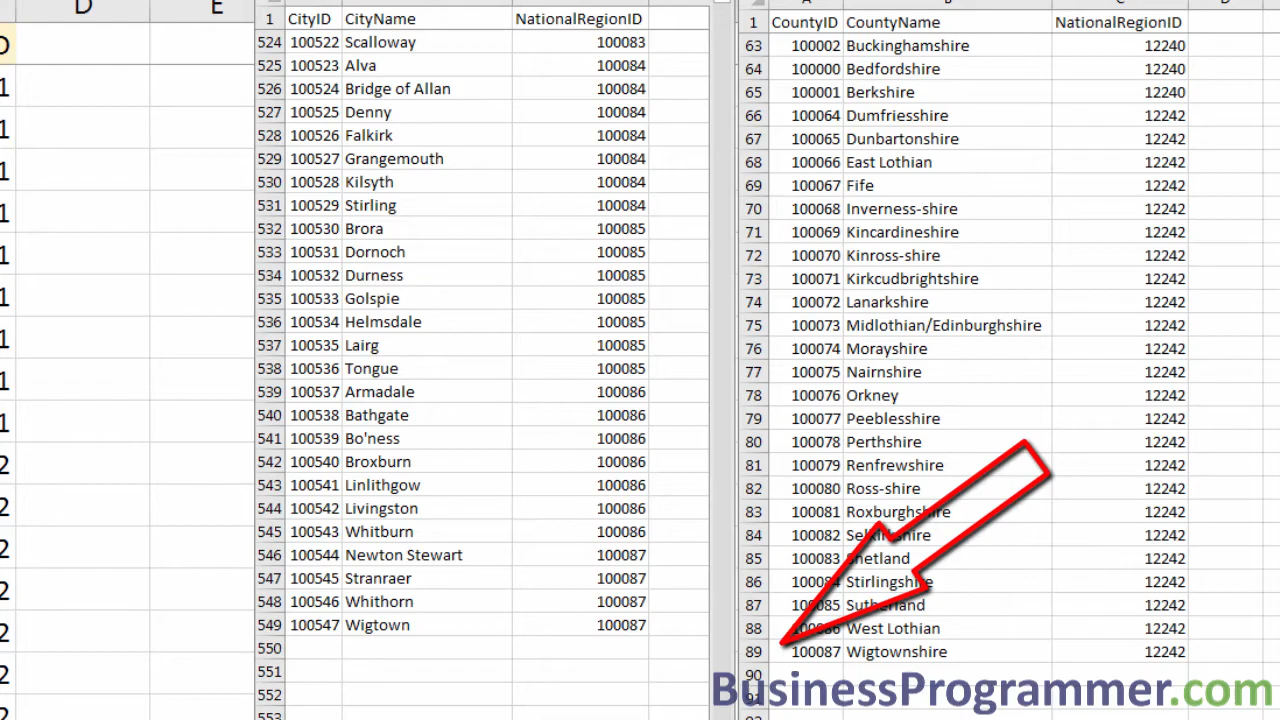 D E
1 CityID CityName NationalRegionID
524 100522 Scalloway 100083
525 100523 Alva 100084
526 100524 Bridge of Allan 100084
527 100525 Denny 100084
528 100526 Falkirk 100084
529 100527 Grangemouth 100084
530 100528 Kilsyth 100084
531 100529 Stirling 100084
532 100530 Brora 100085
533 100531 Dornoch 100085
534 100532 Durness 100085
535 100533 Golspie 100085
536 100534 Helmsdale 100085
537 100535 Lairg 100085
538 100536 Tongue 100085
539 100537 Armadale 100086
540 100538 Bathgate 100086
541 100539 Bo'ness 100086
542 100540 Broxburn 100086
543 100541 Linlithgow 100086
544 100542 Livingston 100086
545 100543 Whitburn 100086
546 100544 Newton Stewart 100087
547 100545 Stranraer 100087
548 100546 Whithorn 100087
549 100547 Wigtown 100087
550
551
552
553
1 CountyID CountyName NationalRegionID
63 100002 Buckinghamshire 12240
64 100000 Bedfordshire 12240
65 100001 Berkshire 12240
66 100064 Dumfriesshire 12242
67 100065 Dunbartonshire 12242
68 100066 East Lothian 12242
69 100067 Fife 12242
70 100068 Inverness-shire 12242
71 100069 Kincardineshire 12242
72 100070 Kinross-shire 12242
73 100071 Kirkcudbrightshire 12242
74 100072 Lanarkshire 12242
75 100073 Midlothian/Edinburghshire 12242
76 100074 Morayshire 12242
77 100075 Nairnshire 12242
78 100076 Orkney 12242
79 100077 Peeblesshire 12242
80 100078 Perthshire 12242
81 100079 Renfrewshire 12242
82 100080 Ross-shire 12242
83 100081 Roxburghshire 12242
84 100082 Selkirkshire 12242
85 100083 Shetland 12242
86 100084 Stirlingshire 12242
87 100085 Sutherland 12242
88 100086 West Lothian 12242
89 100087 Wigtownshire 12242
90
BusinessProgrammer.com